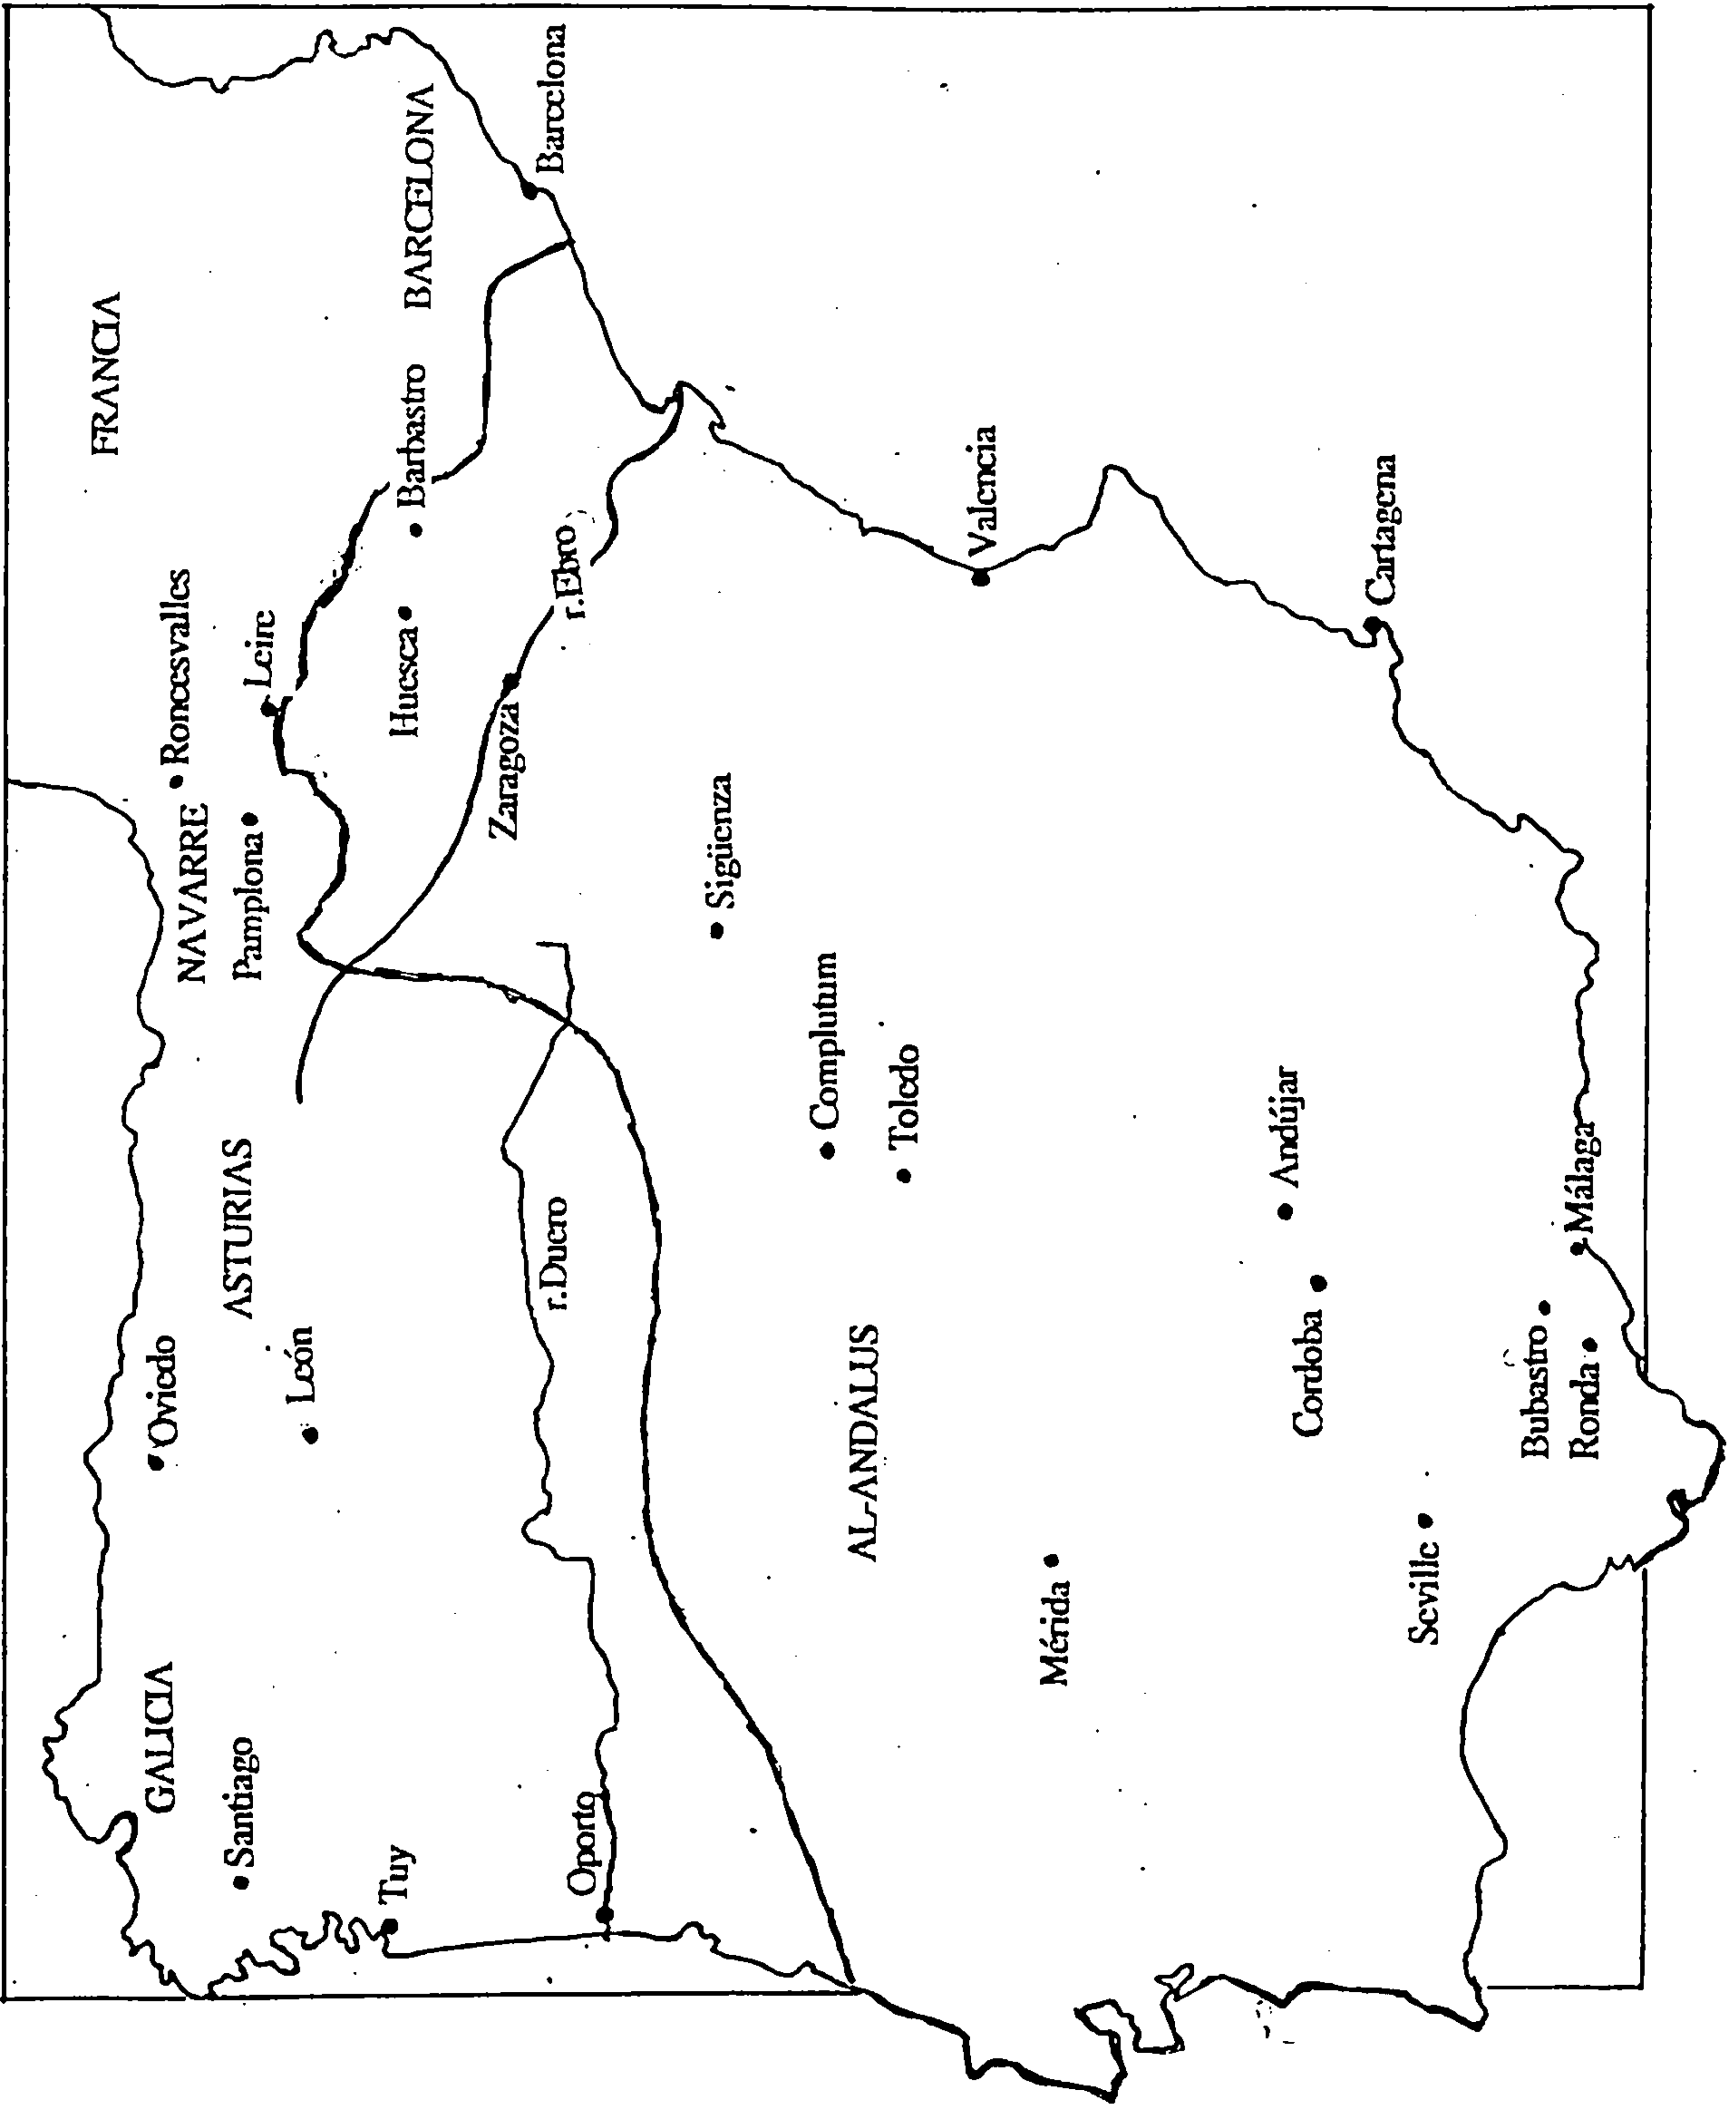 FRANCIA
GALICIA
Oviedo
Roncesvalles
NAVARRE
ASTURIAS
Santiago
Pamplona
Leire
León
Tuy
Huesca
Barbastro
BARCELONA
Zaragoza
Barcelona
r.Duero
r.Ebro
Oporto
Sigüenza
Complutum
AL-ANDALUS
Toledo
Valencia
Mérida
Andújar
Cordoba
Cartagena
Seville
Bubastro
Málaga
Ronda